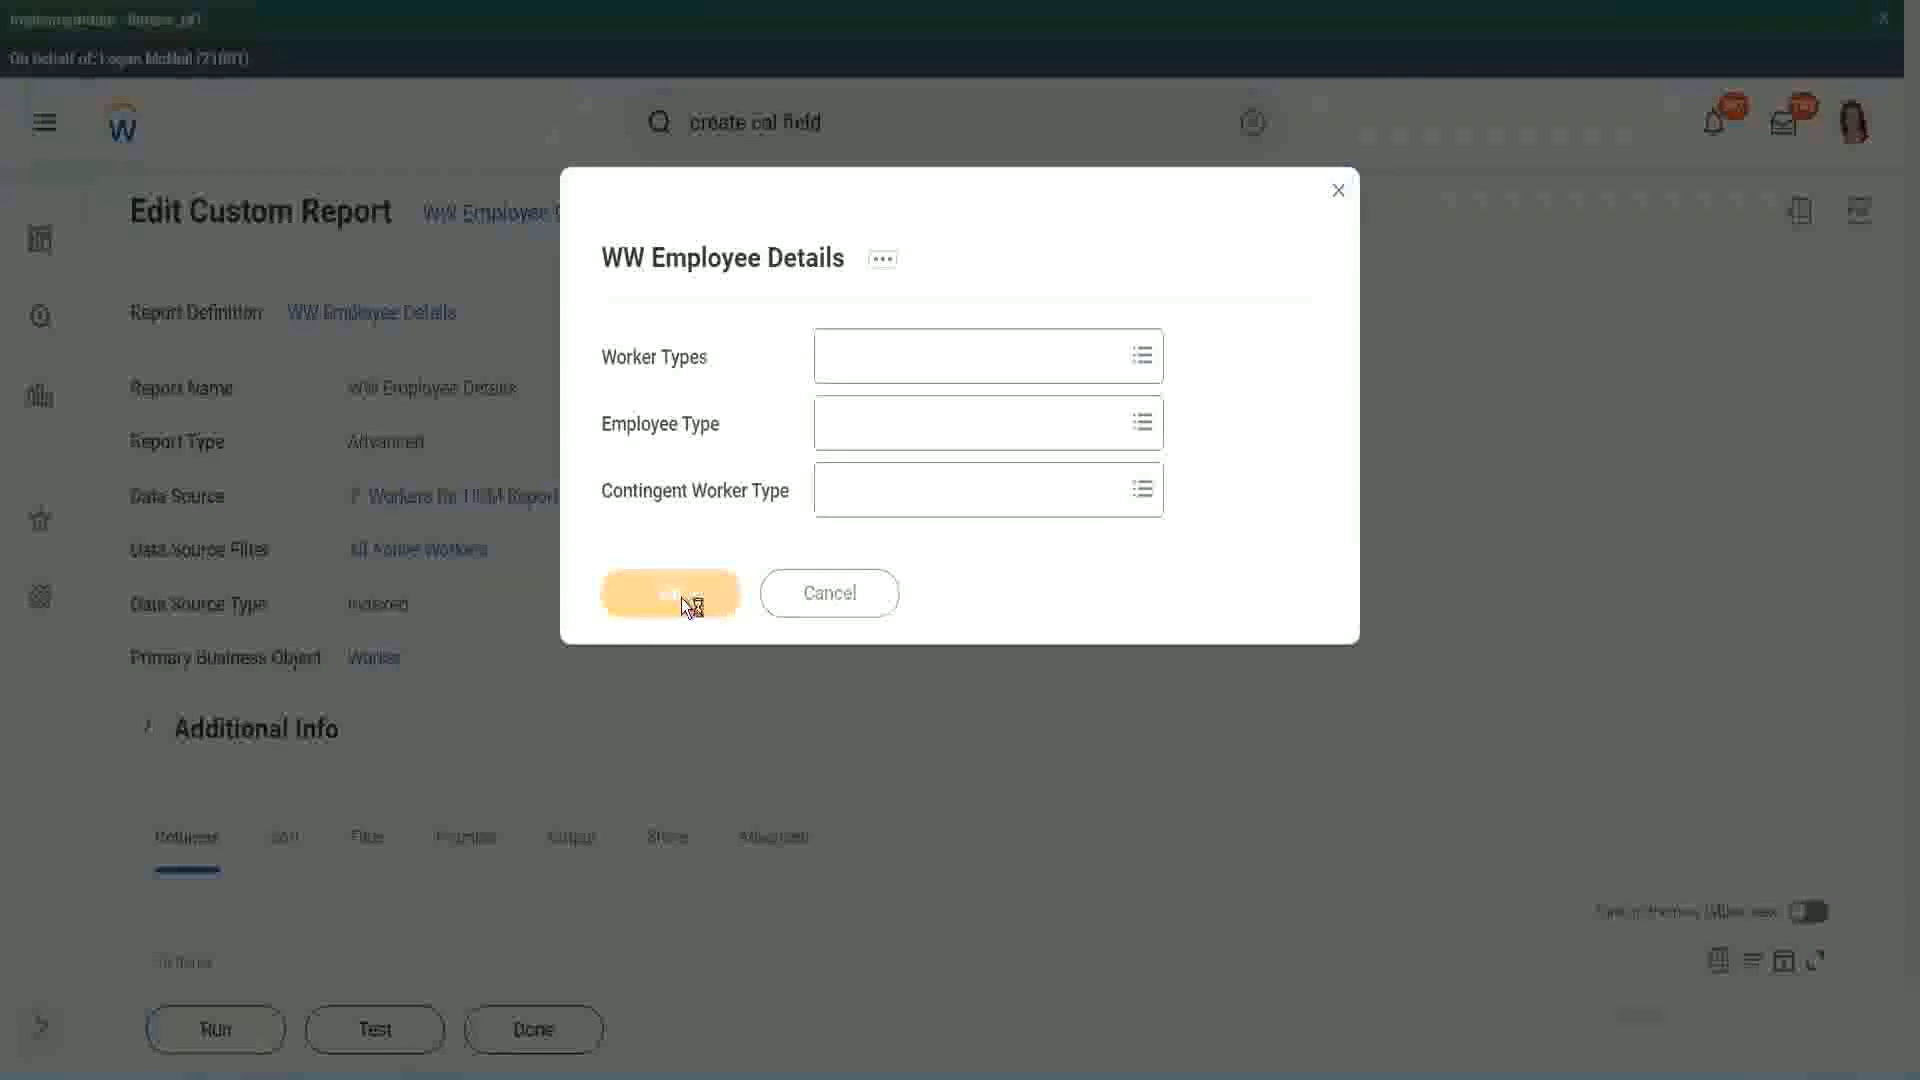 On behalf of: Logan McNeil (21001)
W
create cal field
Edit Custom Report
WW Employee
WW Employee Details
Report Definition WW Employee Details
Worker Types
Report Name WW Employee Details
Employee Type
Report Type Advanced
Contingent Worker Type
Data Source Workers for HCM Report
Data Source Filter All Active Workers
Cancel
Data Source Type Indexed
Primary Business Object Worker
Additional Info
Columns Sort Filter Prompts Output Share Advanced
Run Test Done